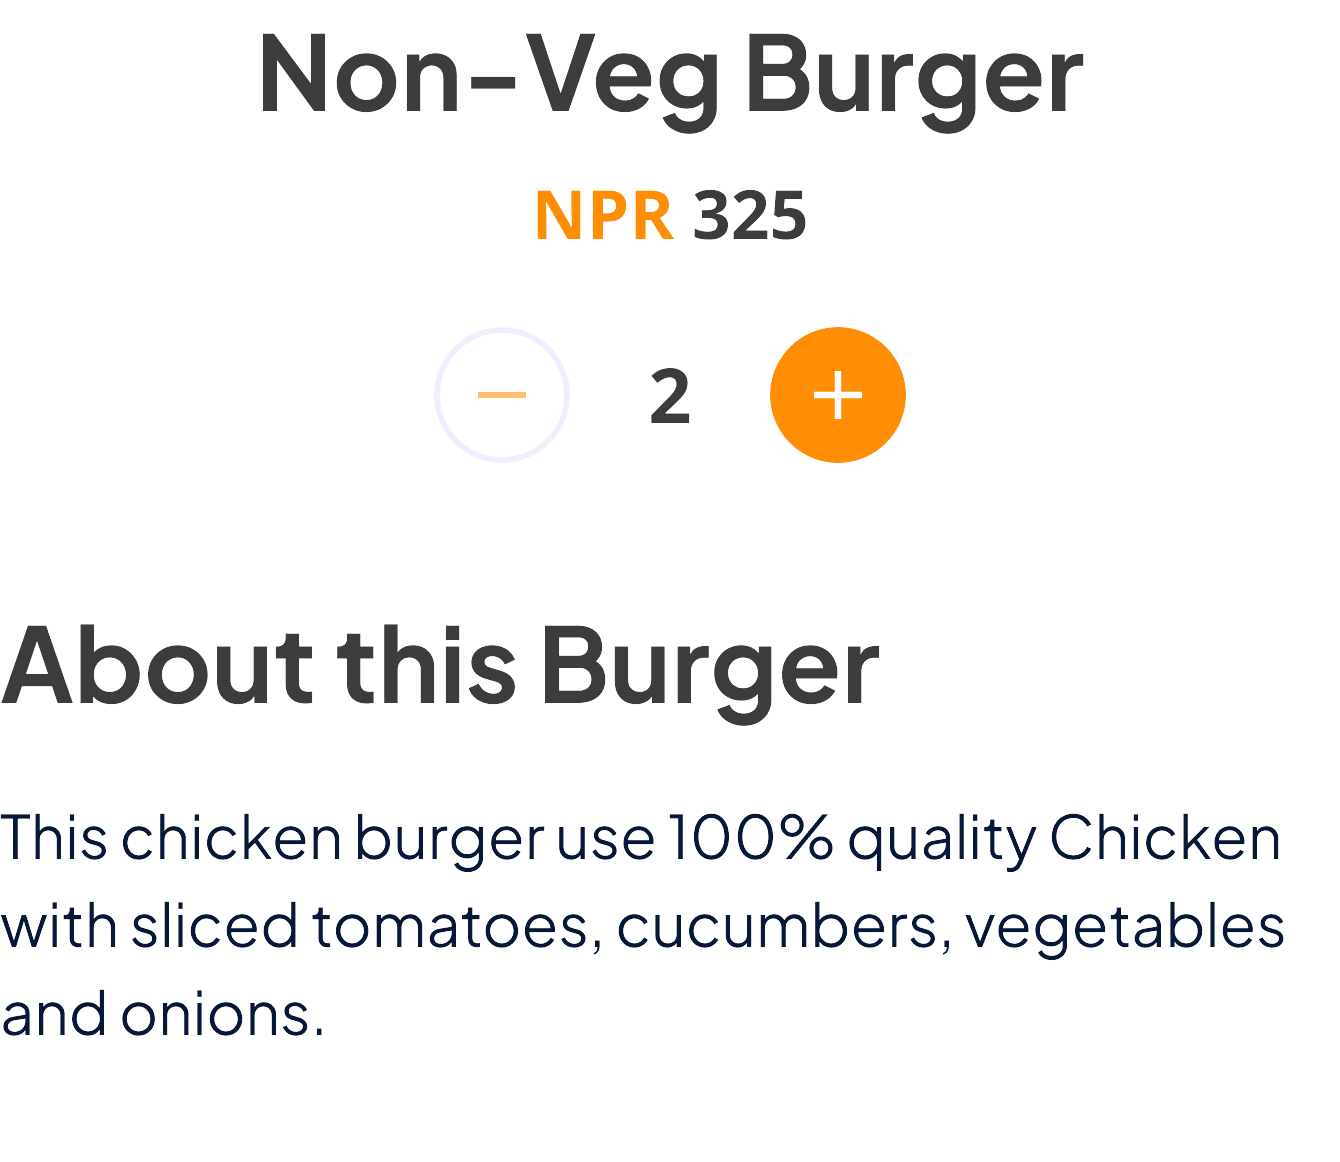 Non-Veg Burger
NPR 325
2
About this Burger
This chicken burger use 100% quality Chicken
with sliced tomatoes, cucumbers, vegetables
and onions.